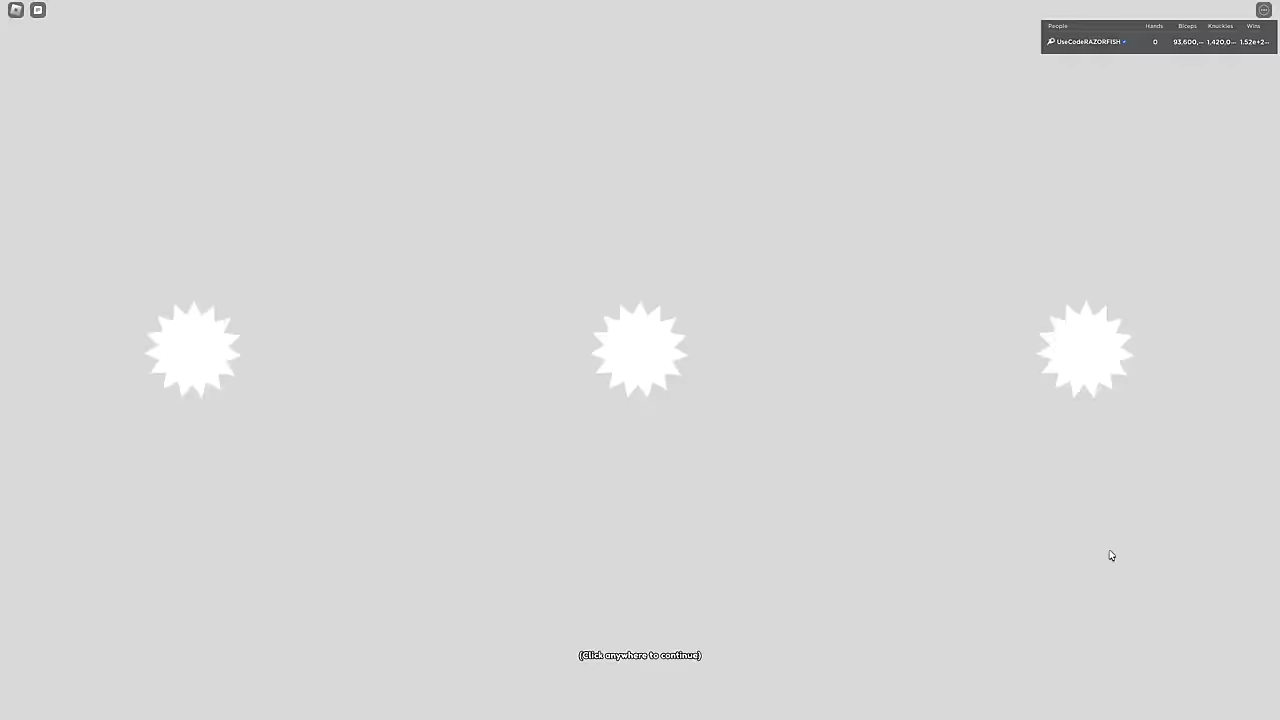 People Hands Biceps Knuckles Wins
UseCodeRAZORFISH 0 93,600,... 1,420,0... 1.52e+2...
(Click anywhere to continue)